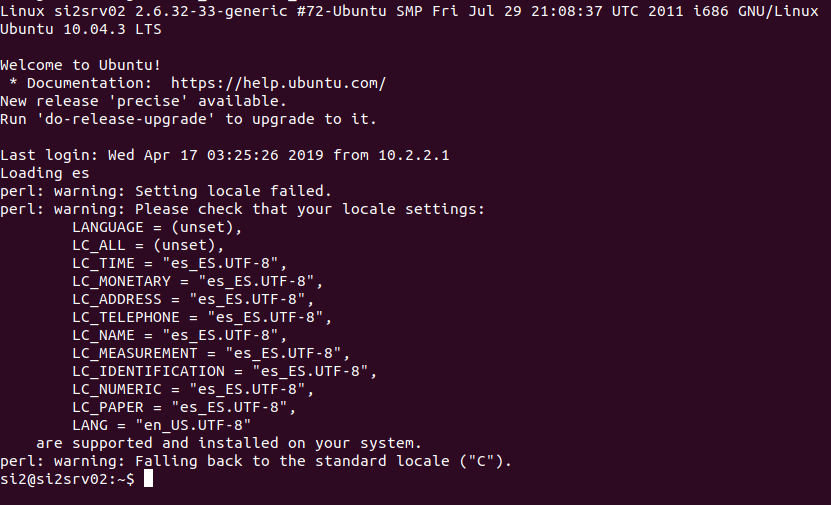 Linux si2srv02 2.6.32-33-generic #72-Ubuntu SMP Fri Jul 29 21:08:37 UTC 2011 i686 GNU/Linux
Ubuntu 10.04.3 LTS
Welcome to Ubuntu!
* Documentation:  https://help.ubuntu.com/
New release 'precise' available.
Run 'do-release-upgrade' to upgrade to it.
Last login: Wed Apr 17 03:25:26 2019 from 10.2.2.1
Loading es
perl: warning: Setting locale failed.
perl: warning: Please check that your locale settings:
LANGUAGE = (unset),
LC_ALL = (unset),
LC_TIME = "es_ES.UTF-8",
LC_MONETARY = "es_ES.UTF-8",
LC_ADDRESS = "es_ES.UTF-8",
LC_TELEPHONE = "es_ES.UTF-8",
LC_NAME = "es_ES.UTF-8",
LC_MEASUREMENT = "es_ES.UTF-8",
LC_IDENTIFICATION = "es_ES.UTF-8",
LC_NUMERIC = "es_ES.UTF-8",
LC_PAPER = "es_ES.UTF-8",
LANG = "en_US.UTF-8"
are supported and installed on your system.
perl: warning: Falling back to the standard locale ("C").
si2@si2srv02:~$